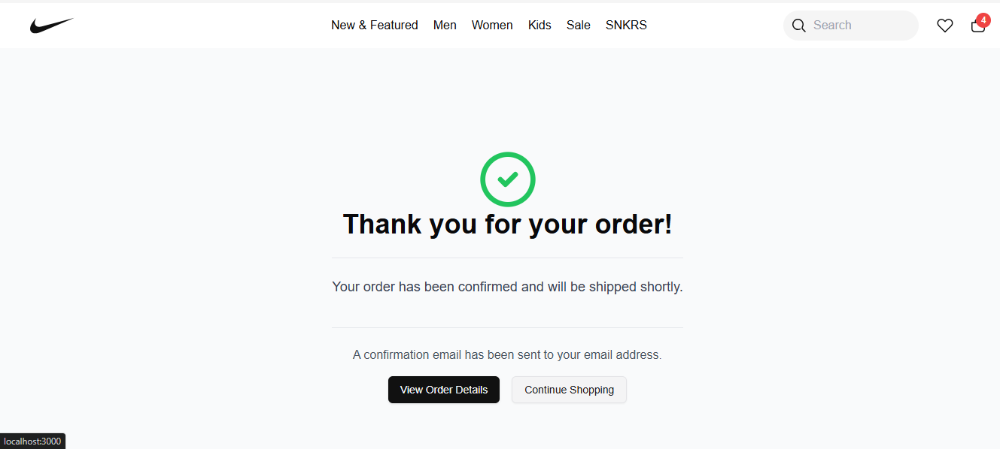 New & Featured Men Women Kids Sale SNKRS Search 4
Thank you for your order!
Your order has been confirmed and will be shipped shortly.
A confirmation email has been sent to your email address.
View Order Details Continue Shopping
localhost:3000